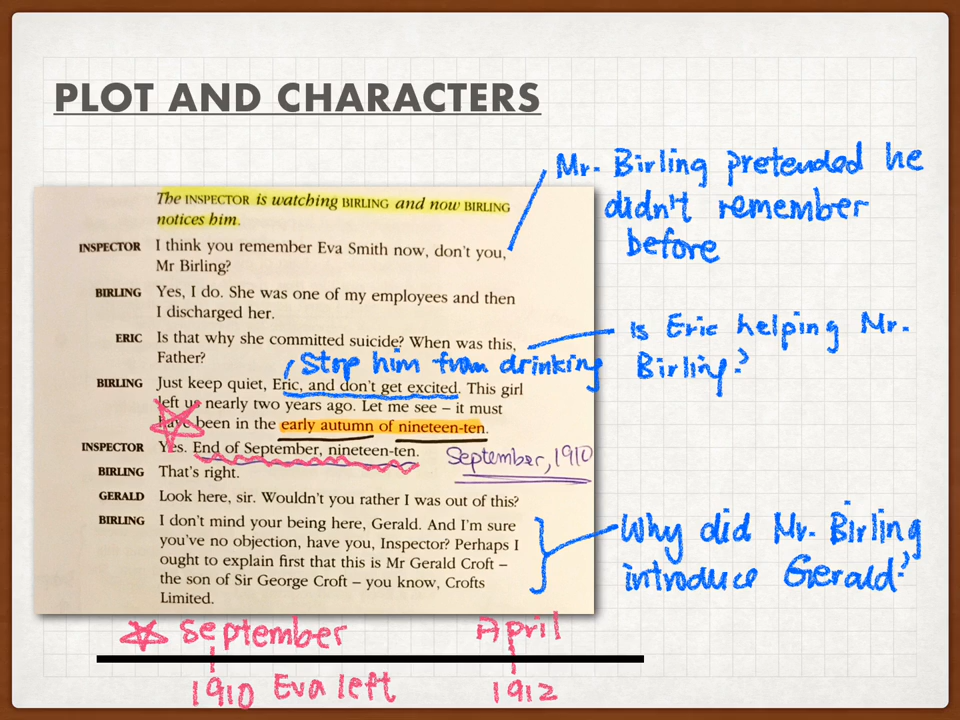 PLOT AND CHARACTERS
Mr. Birling pretended he
didn't remember
before
The INSPECTOR is watching BIRLING and now BIRLING
notices him.
INSPECTOR I think you remember Eva Smith now, don't you,
Mr Birling?
BIRLING Yes, I do. She was one of my employees and then
I discharged her.
ERIC Is that why she committed suicide? When was this,
Father?
Is Eric helping Mr.
Birling?
Stop him from drinking
BIRLING Just keep quiet, Eric, and don't get excited. This girl
left us nearly two years ago. Let me see – it must
have been in the early autumn of nineteen-ten.
INSPECTOR Yes. End of September, nineteen-ten.
September, 1910
BIRLING That's right.
GERALD Look here, sir. Wouldn't you rather I was out of this?
BIRLING I don't mind your being here, Gerald. And I'm sure
you've no objection, have you, Inspector? Perhaps I
ought to explain first that this is Mr Gerald Croft –
the son of Sir George Croft – you know, Crofts
Limited.
Why did Mr. Birling
introduce Gerald?
September April
1910 Eva left 1912